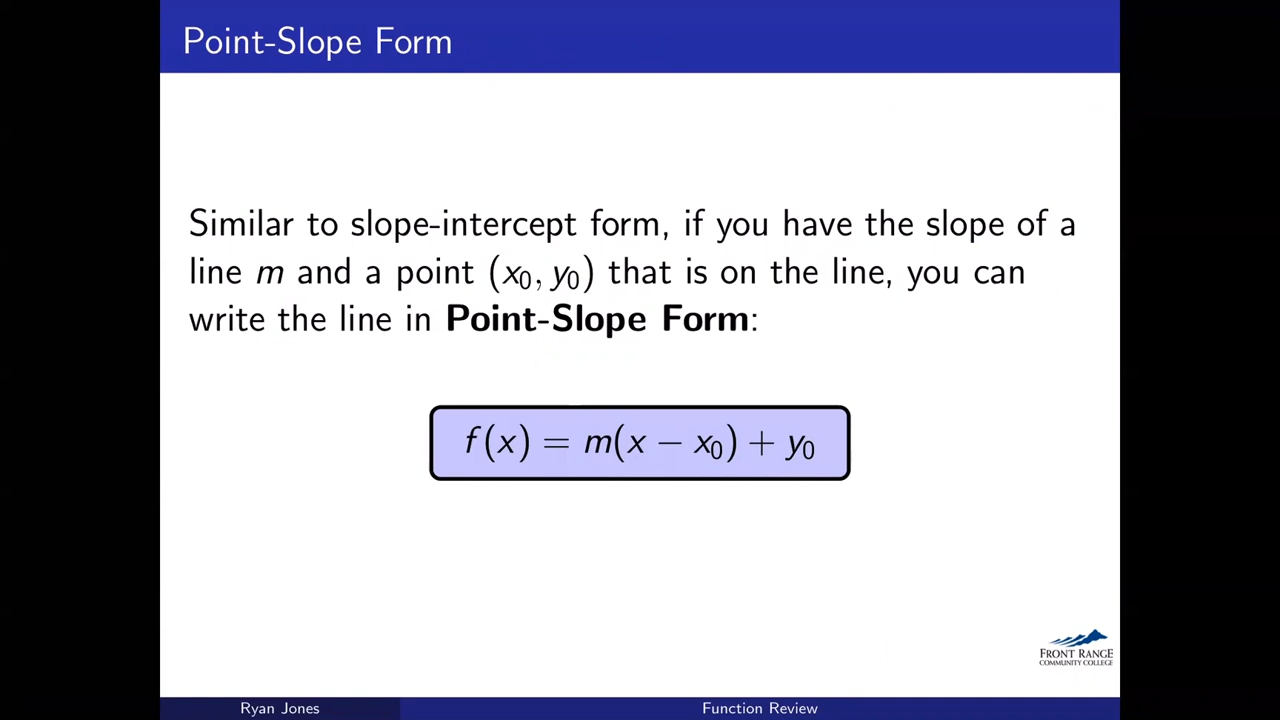 Point-Slope Form
Similar to slope-intercept form, if you have the slope of a
line m and a point (x₀, y₀) that is on the line, you can
write the line in Point-Slope Form:
f(x) = m(x − x₀) + y₀
FRONT RANGE
COMMUNITY COLLEGE
Ryan Jones
Function Review